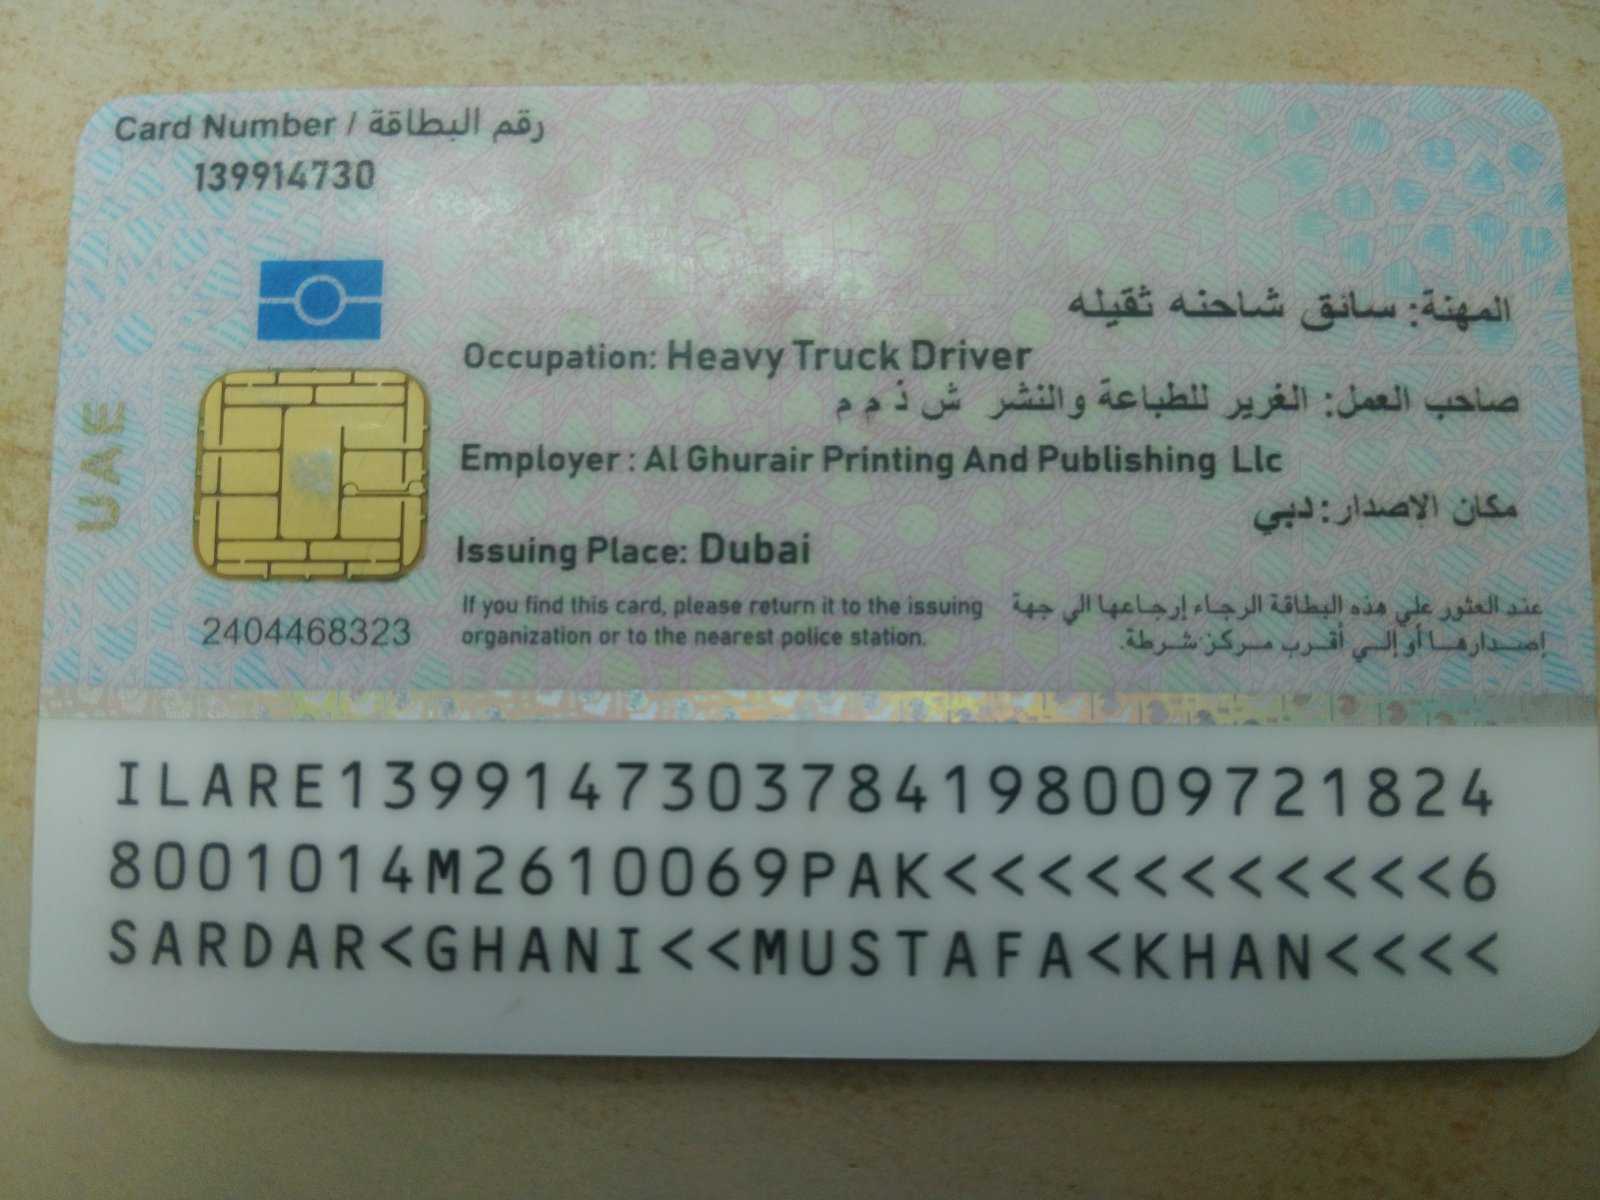 Card Number / رقم البطاقة
139914730
المهنة: سائق شاحنه ثقيله
Occupation: Heavy Truck Driver
صاحب العمل: الغرير للطباعة والنشر ش ذ م م
Employer : Al Ghurair Printing And Publishing Llc
مكان الاصدار: دبي
Issuing Place: Dubai
UAE
2404468323
If you find this card, please return it to the issuing
organization or to the nearest police station.
عند العثور علي هذه البطاقة الرجاء إرجاعها الي جهة
إصدارها أو إلي أقرب مركز شرطة.
ILARE1399147303784198009721824
8001014M2610069PAK<<<<<<<<<<<6
SARDAR<GHANI<<MUSTAFA<KHAN<<<<